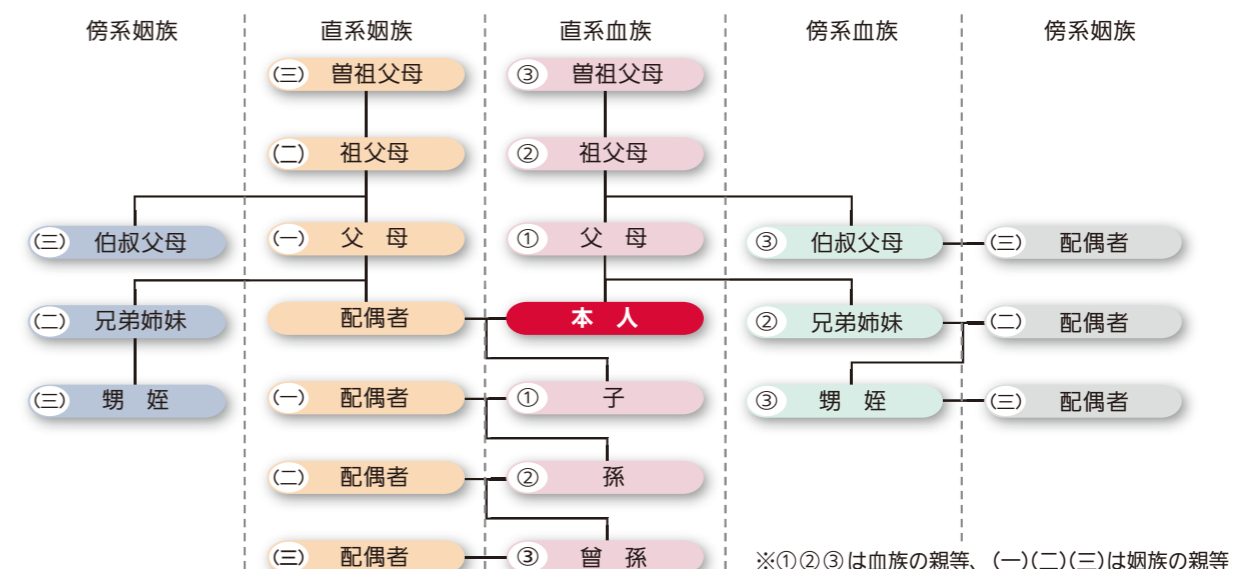 傍系姻族 直系姻族 直系血族 傍系血族 傍系姻族
(三) 曽祖父母 ③ 曽祖父母
(二) 祖父母 ② 祖父母
(三) 伯叔父母 (一) 父 母 ① 父 母 ③ 伯叔父母 (三) 配偶者
(二) 兄弟姉妹 配偶者 本 人 ② 兄弟姉妹 (二) 配偶者
(三) 甥 姪 (一) 配偶者 ① 子 ③ 甥 姪 (三) 配偶者
(二) 配偶者 ② 孫
(三) 配偶者 ③ 曾 孫
※①②③は血族の親等、(一)(二)(三)は姻族の親等